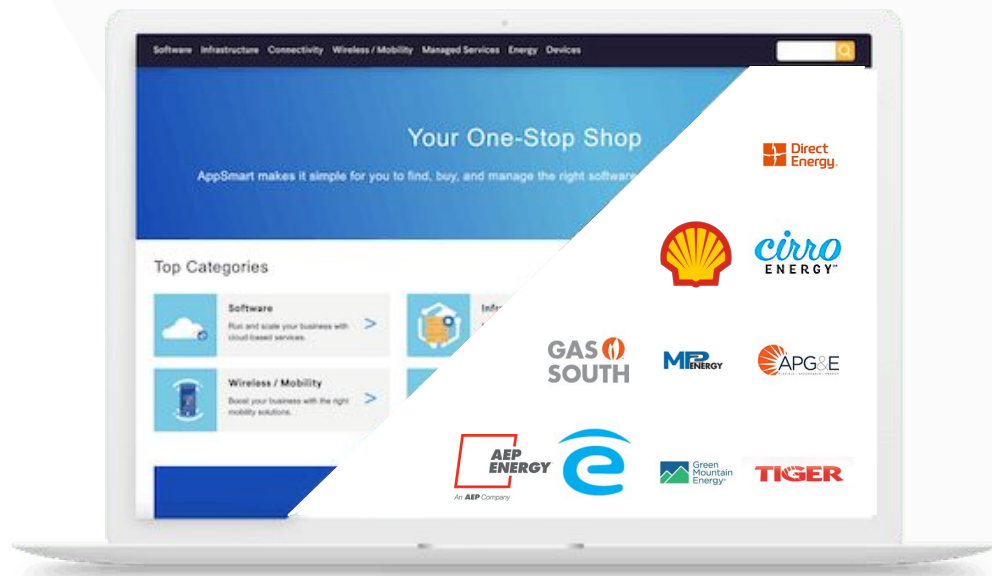 Software Infrastructure Connectivity Wireless / Mobility Managed Services Energy Devices
Your One-Stop Shop
AppSmart makes it simple for you to find, buy, and manage the right software
Top Categories
Software
Run and scale your business with
cloud-based services.
>
Wireless / Mobility
Boost your business with the right
mobility solutions.
>
Direct
Energy
cirro
ENERGY
GAS
SOUTH
MP2
ENERGY
APG&E
AEP
ENERGY
An AEP Company
e
Green
Mountain
Energy
TIGER